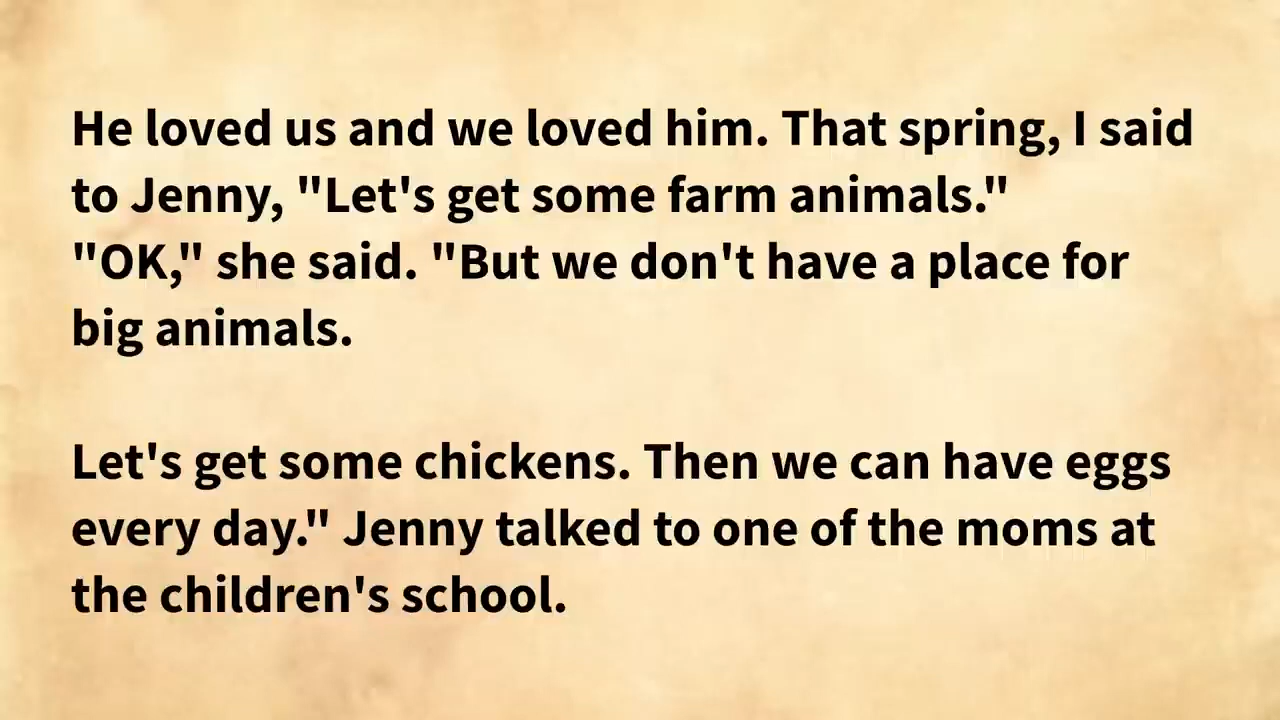 He loved us and we loved him. That spring, I said
to Jenny, "Let's get some farm animals."
"OK," she said. "But we don't have a place for
big animals.
Let's get some chickens. Then we can have eggs
every day." Jenny talked to one of the moms at
the children's school.